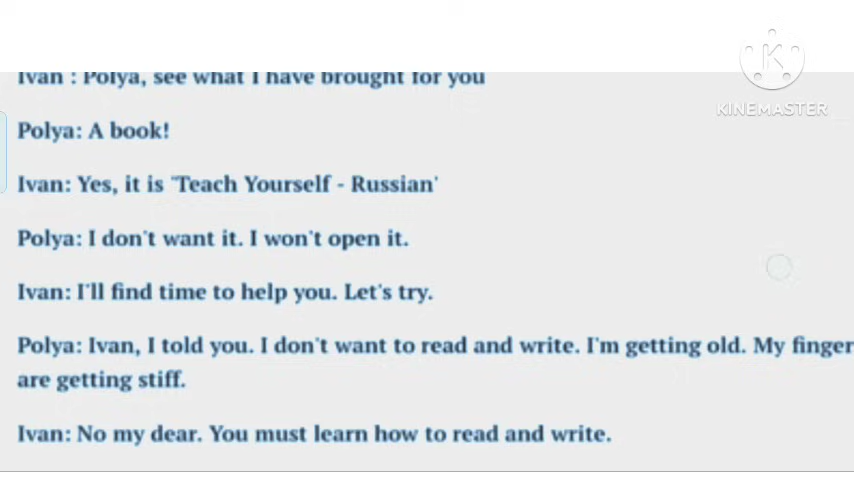 Ivan : Polya, see what I have brought for you
KINEMASTER
Polya: A book!
Ivan: Yes, it is 'Teach Yourself - Russian'
Polya: I don't want it. I won't open it.
Ivan: I'll find time to help you. Let's try.
Polya: Ivan, I told you. I don't want to read and write. I'm getting old. My finger
are getting stiff.
Ivan: No my dear. You must learn how to read and write.